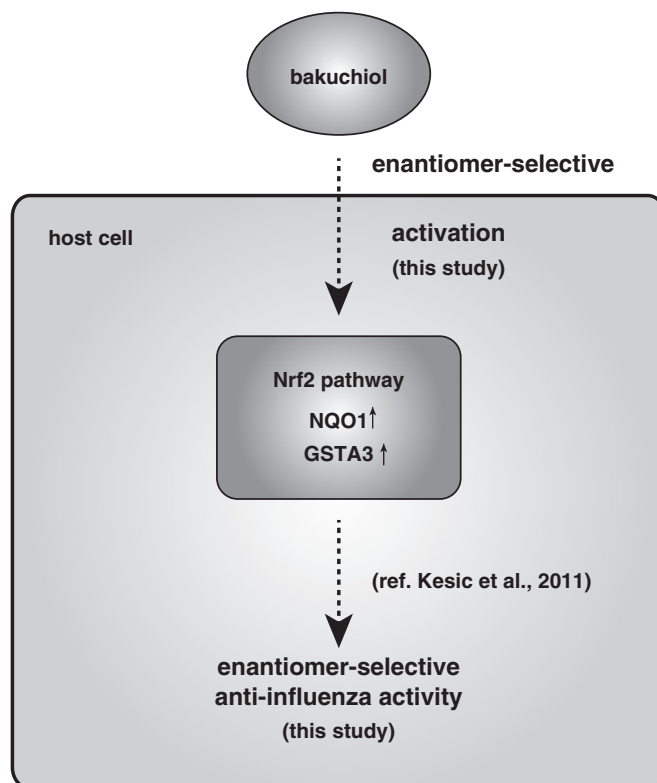 bakuchiol
enantiomer-selective
host cell
activation
(this study)
Nrf2 pathway
NQO1↑
GSTA3 ↑
(ref. Kesic et al., 2011)
enantiomer-selective
anti-influenza activity
(this study)